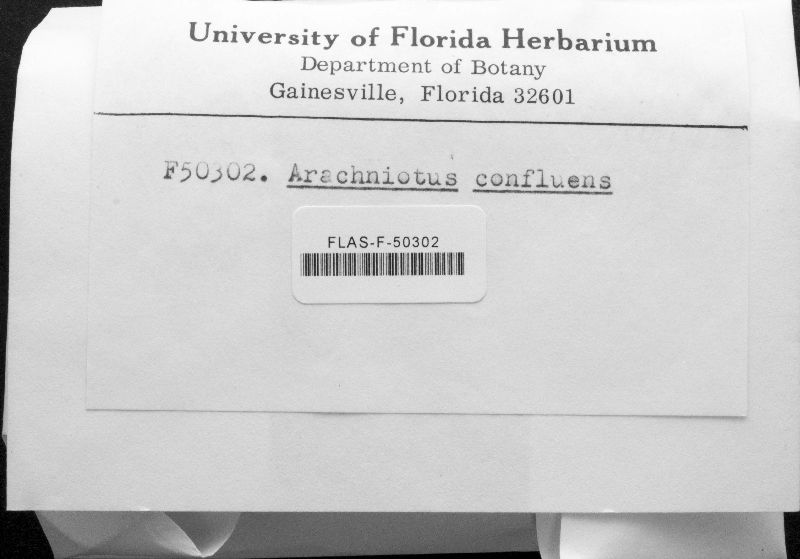 University of Florida Herbarium
Department of Botany
Gainesville, Florida 32601
F50302. Arachniotus confluens
FLAS-F-50302